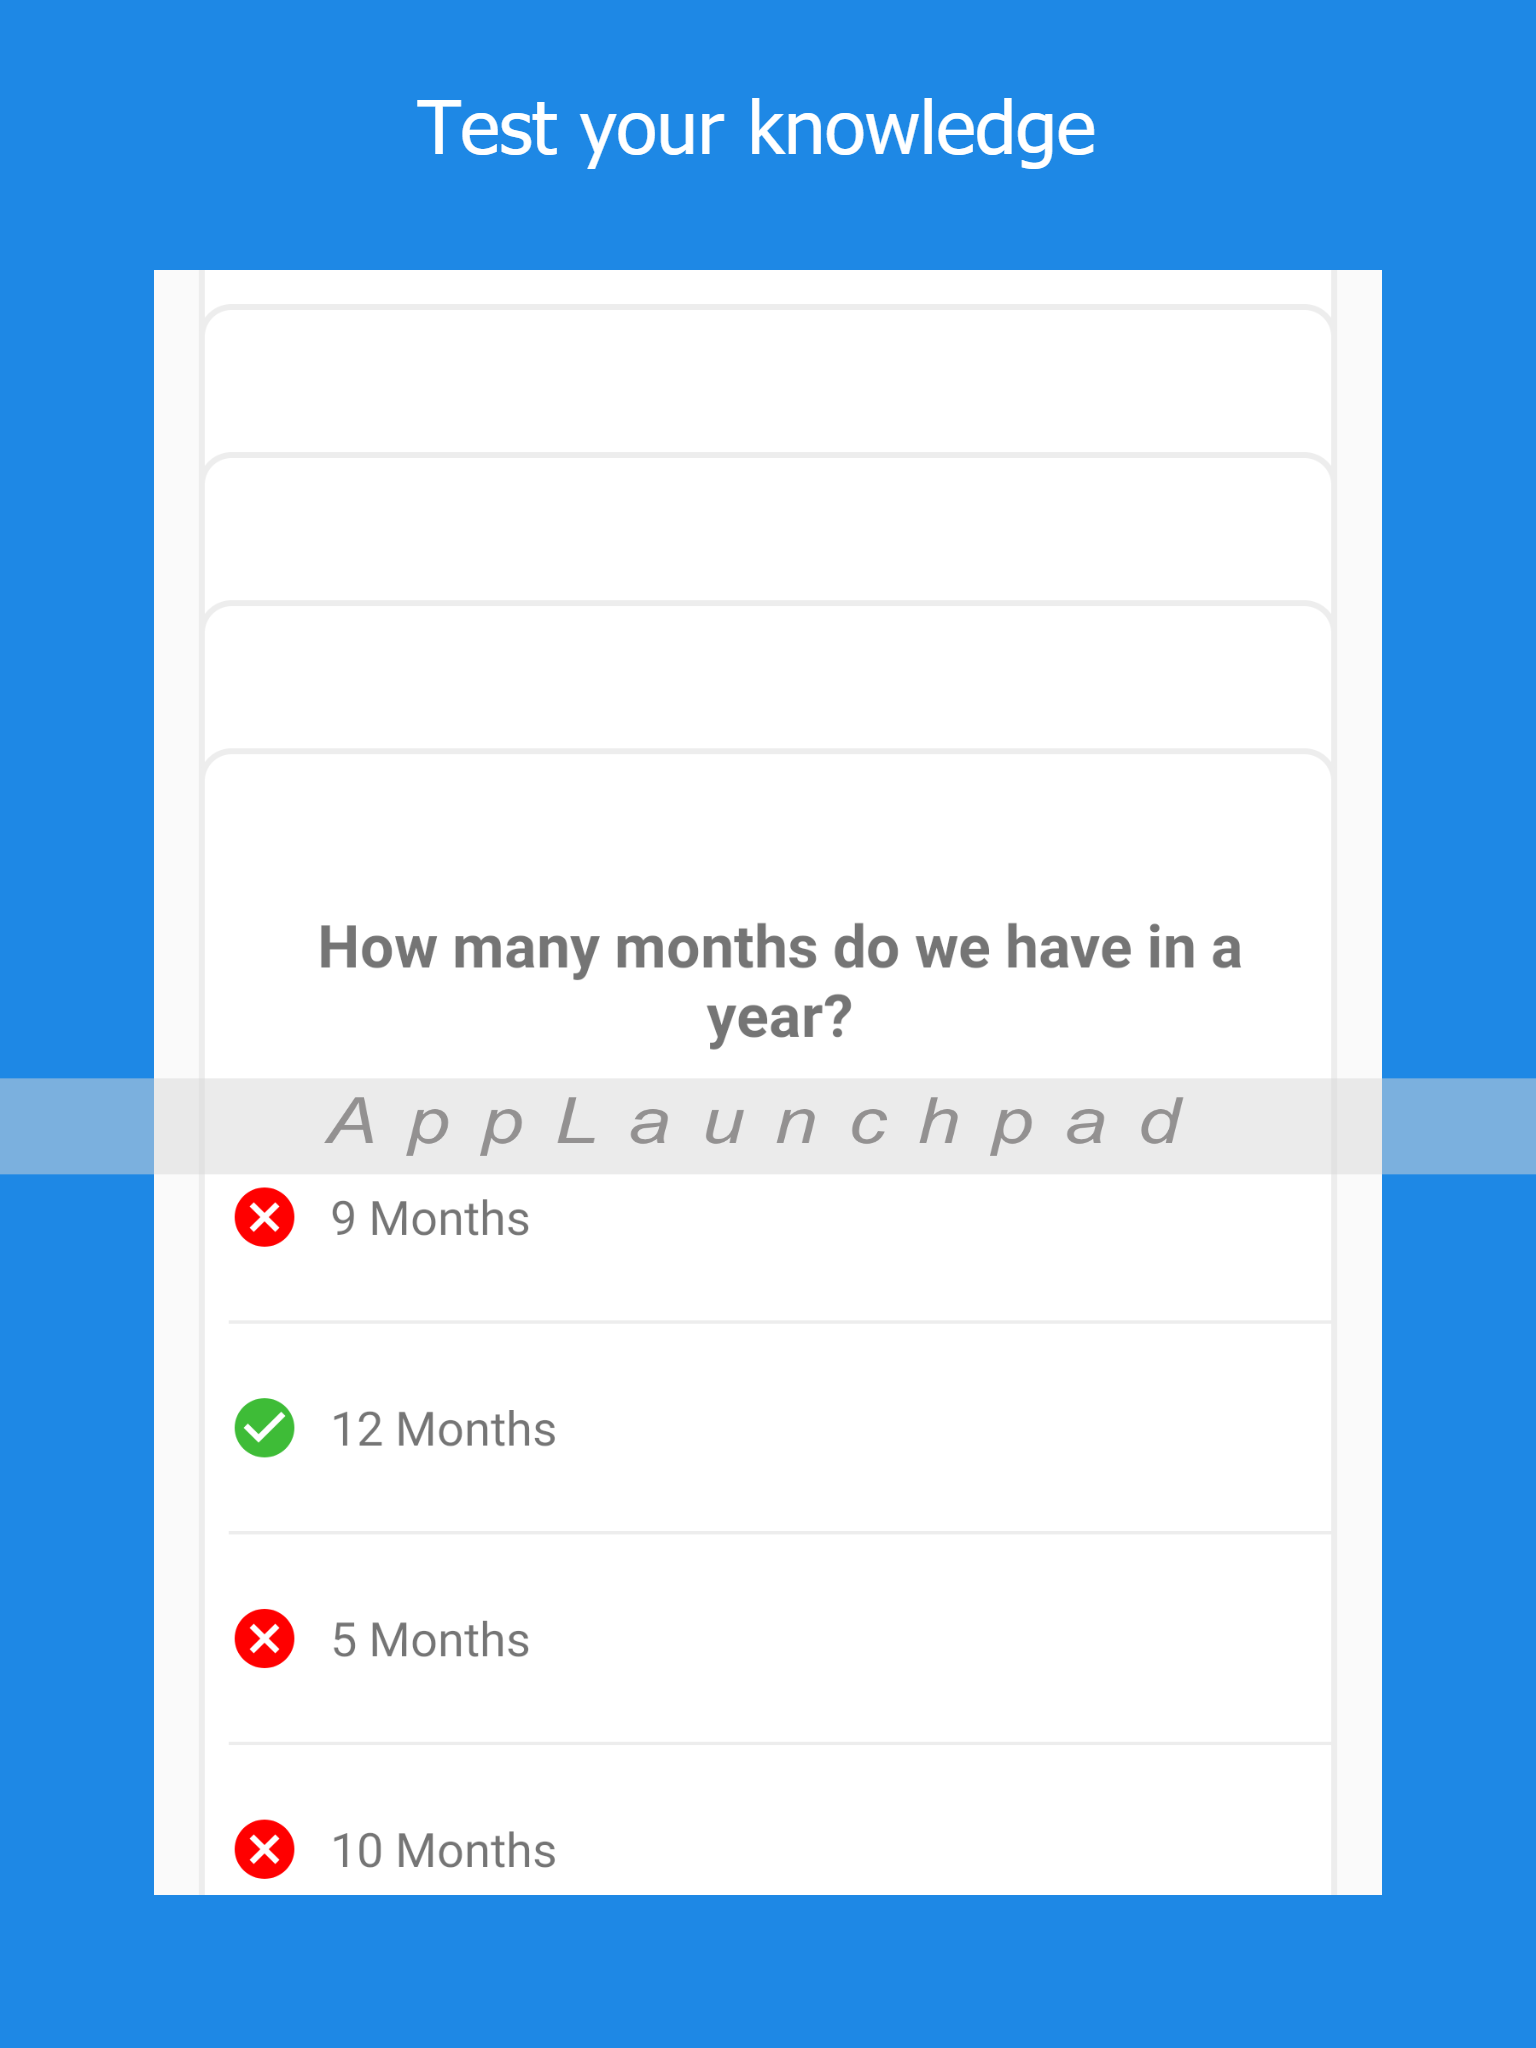 Test your knowledge
How many months do we have in a
year?
AppLaunchpad
9 Months
12 Months
5 Months
10 Months